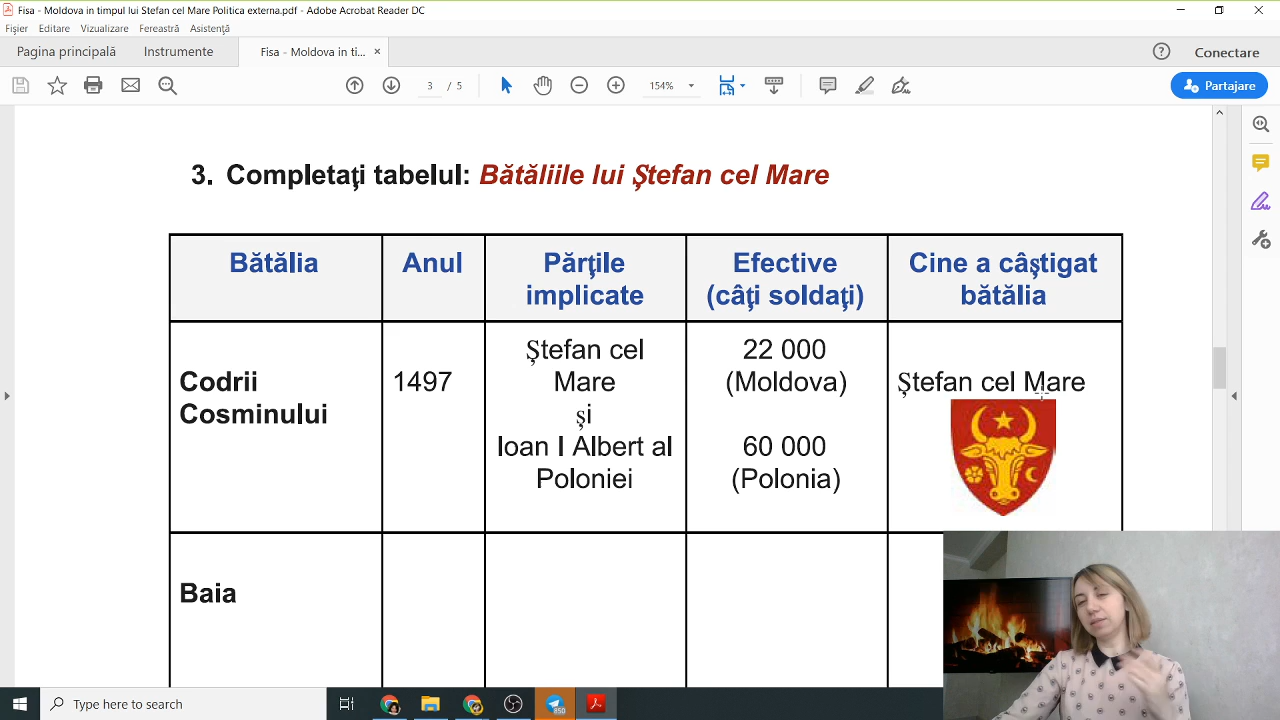 Fisa - Moldova in timpul lui Stefan cel Mare Politica externa.pdf - Adobe Acrobat Reader DC
Fișier Editare Vizualizare Fereastră Asistență
Pagina principală Instrumente Fisa - Moldova in ti... × Conectare
3 / 5 154% Partajare
3. Completați tabelul: Bătăliile lui Ștefan cel Mare
Bătălia
Anul
Părțile
implicate
Efective
(câți soldați)
Cine a câștigat
bătălia
Codrii
Cosminului
1497
Ștefan cel
Mare
și
Ioan I Albert al
Poloniei
22 000
(Moldova)
60 000
(Polonia)
Ștefan cel Mare
Baia
Type here to search
850